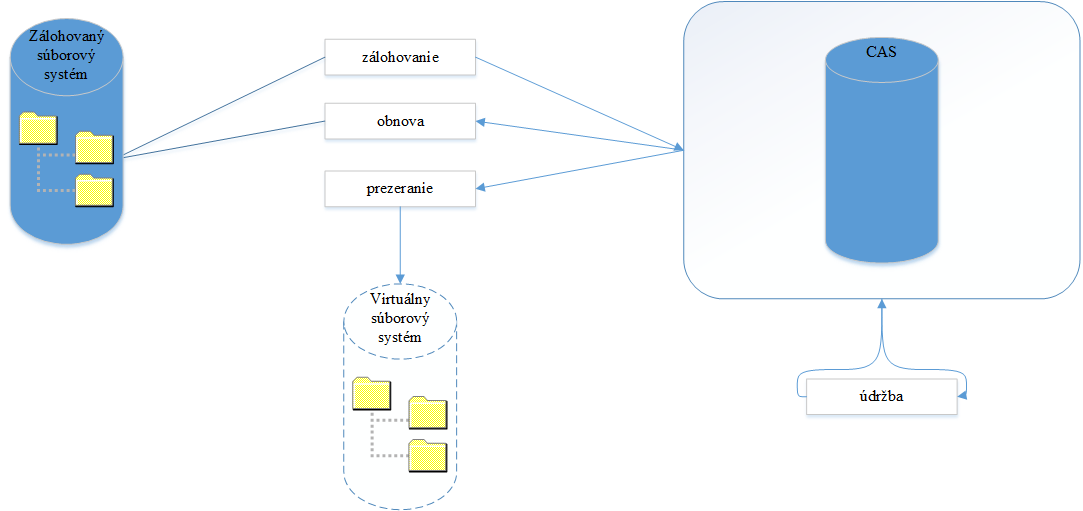 Zálohovaný
súborový
systém
zálohovanie
obnova
prezeranie
CAS
Virtuálny
súborový
systém
údržba